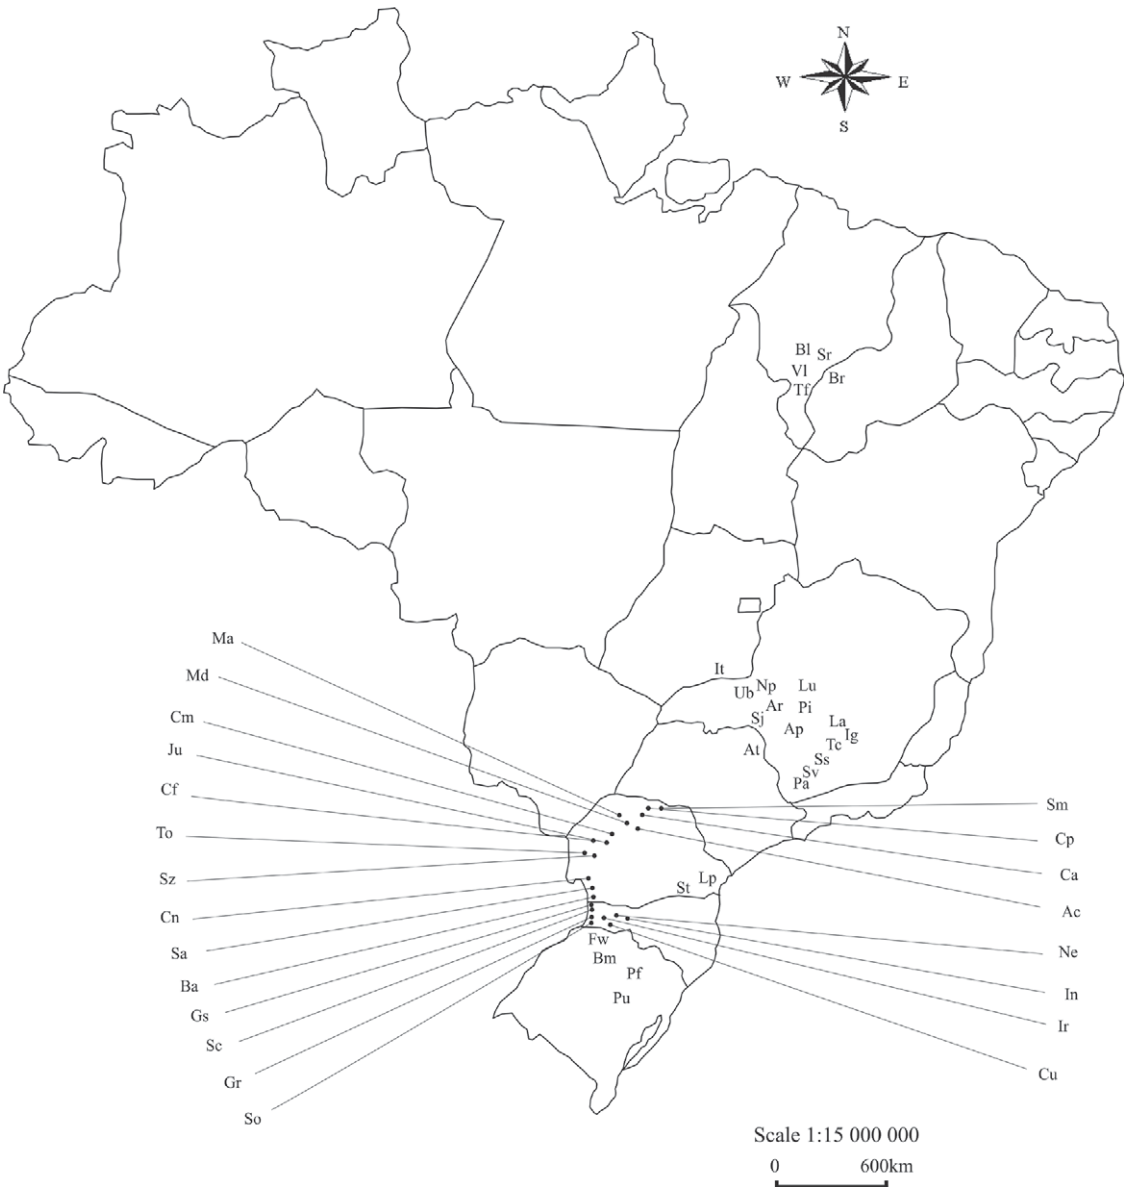 N
W E
S
Bl Sr
Vl Br
Tf
Ma
Md
Cm
Ju
Cf
To
Sz
Cn
Sa
Ba
Gs
Sc
Gr
So
It
Ub Np Lu
Ar Pi
Sj Ap La
Ig
At Tc
Ss
Sv
Pa
Sm
Cp
Ca
Ac
Ne
In
Ir
Cu
Lp
St
Fw
Bm
Pf
Pu
Scale 1:15 000 000
0 600km